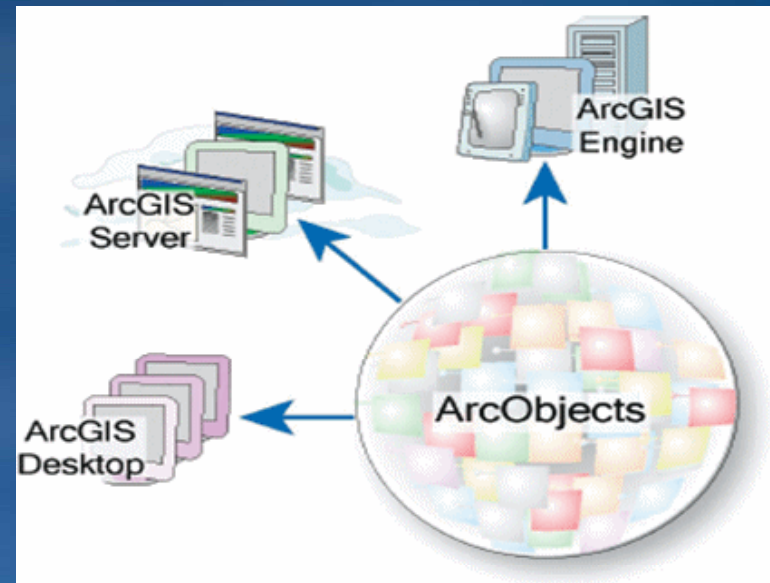 ArcGIS
Engine
ArcGIS
Server
ArcGIS
Desktop
ArcObjects